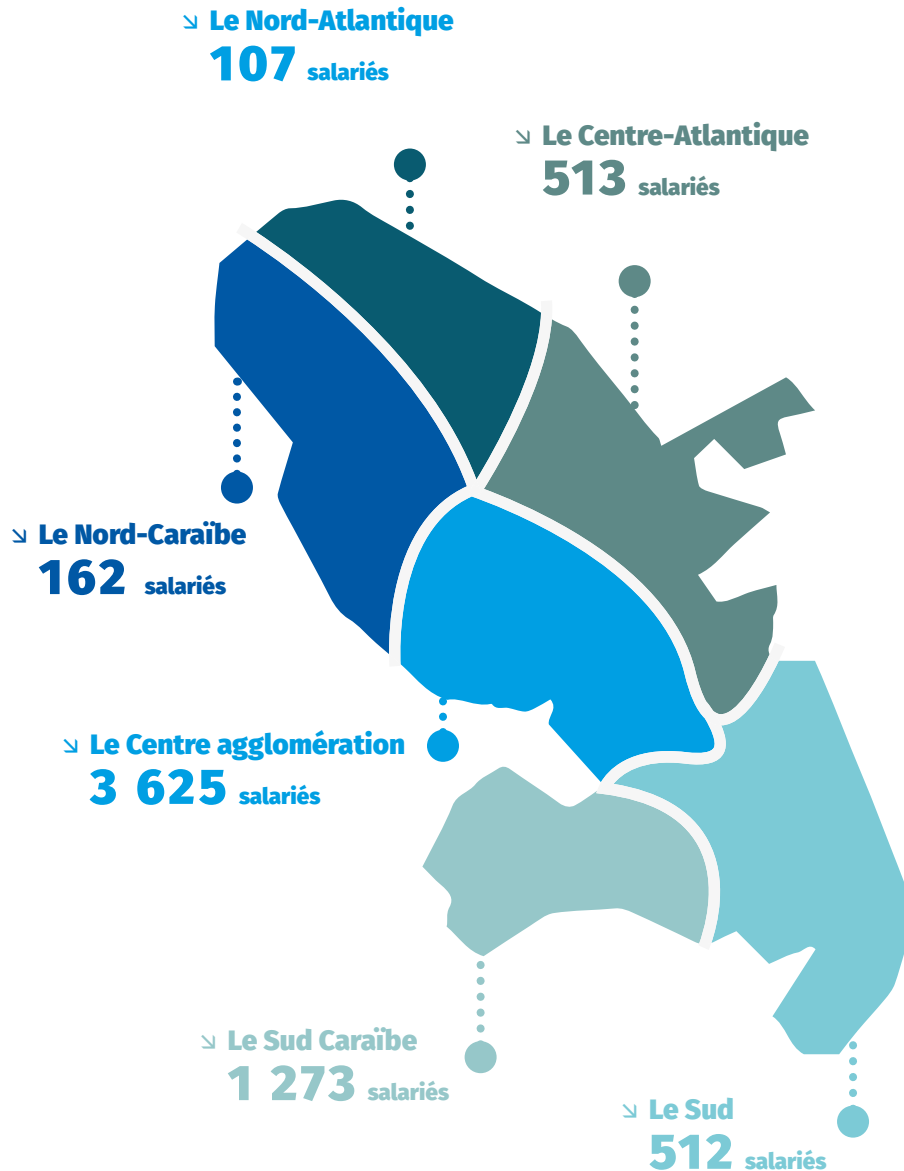 ↘ Le Nord-Atlantique
107 salariés
↘ Le Centre-Atlantique
513 salariés
↘ Le Nord-Caraïbe
162 salariés
↘ Le Centre agglomération
3 625 salariés
↘ Le Sud Caraïbe
1 273 salariés
↘ Le Sud
512 salariés